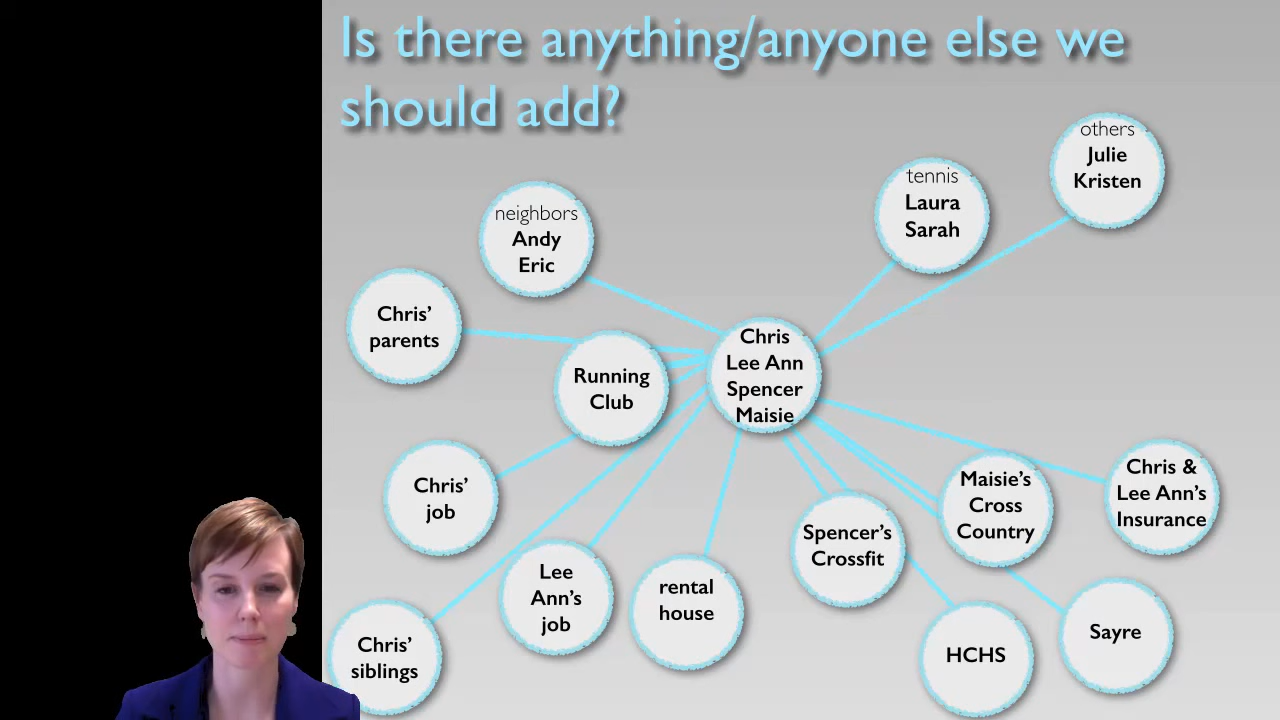 Is there anything/anyone else we
should add?
others
Julie
Kristen
tennis
Laura
Sarah
neighbors
Andy
Eric
Chris’
parents
Running
Club
Chris
Lee Ann
Spencer
Maisie
Chris’
job
Maisie’s
Cross
Country
Chris &
Lee Ann’s
Insurance
Spencer’s
Crossfit
Lee
Ann’s
job
rental
house
Chris’
siblings
HCHS
Sayre